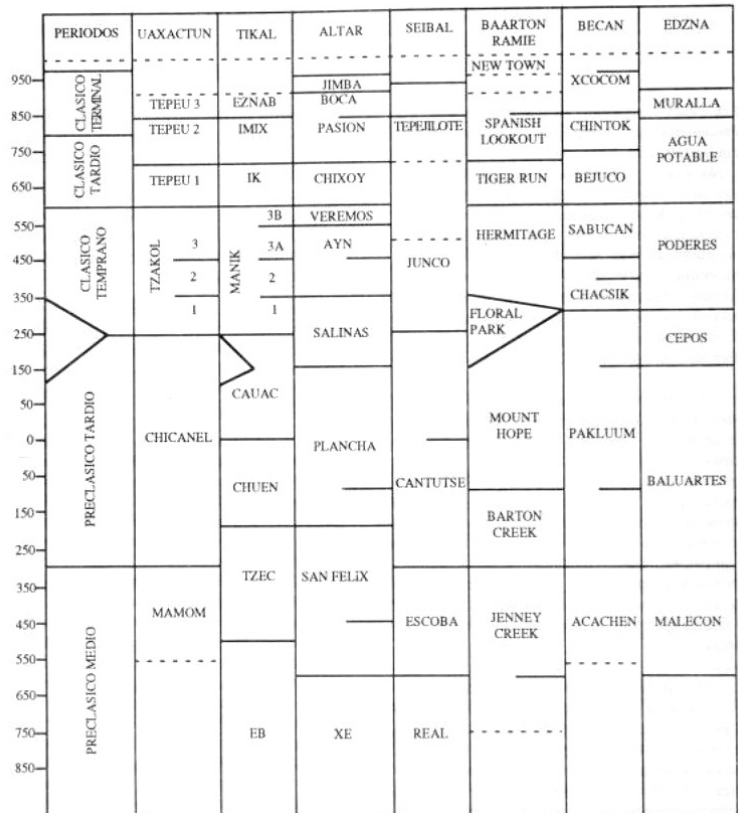 PERIODOS UAXACTUN TIKAL ALTAR SEIBAL BAARTON RAMIE BECAN EDZNA
950
850
750
650
550
450
350
250
150
50
0
50
150
250
350
450
550
650
750
850
CLASICO TERMINAL
CLASICO TARDIO
CLASICO TEMPRANO
PRECLASICO TARDIO
PRECLASICO MEDIO
TEPEU 3
TEPEU 2
TEPEU 1
TZAKOL
3
2
1
CHICANEL
MAMOM
EZNAB
IMIX
IK
MANIK
3B
3A
2
1
CAUAC
CHUEN
TZEC
EB
JIMBA
BOCA
PASION
CHIXOY
VEREMOS
AYN
SALINAS
PLANCHA
SAN FELIX
XE
TEPEJILOTE
JUNCO
CANTUTSE
ESCOBA
REAL
NEW TOWN
SPANISH
LOOKOUT
TIGER RUN
HERMITAGE
FLORAL
PARK
MOUNT
HOPE
BARTON
CREEK
JENNEY
CREEK
XCOCOM
CHINTOK
BEJUCO
SABUCAN
CHACSIK
PAKLUUM
ACACHEN
MURALLA
AGUA
POTABLE
PODERES
CEPOS
BALUARTES
MALECON